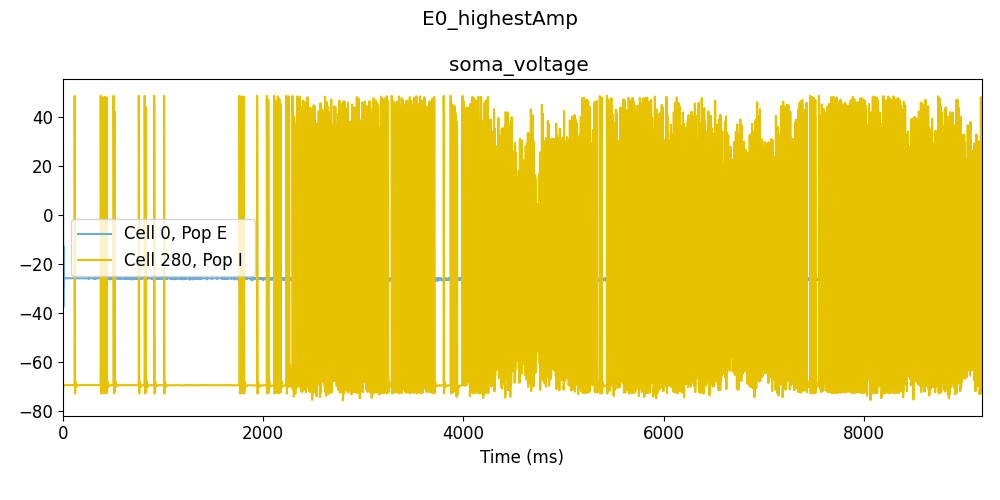 E0_highestAmp
soma_voltage
40
20
0
−20
−40
−60
−80
Cell 0, Pop E
Cell 280, Pop I
0 2000 4000 6000 8000
Time (ms)